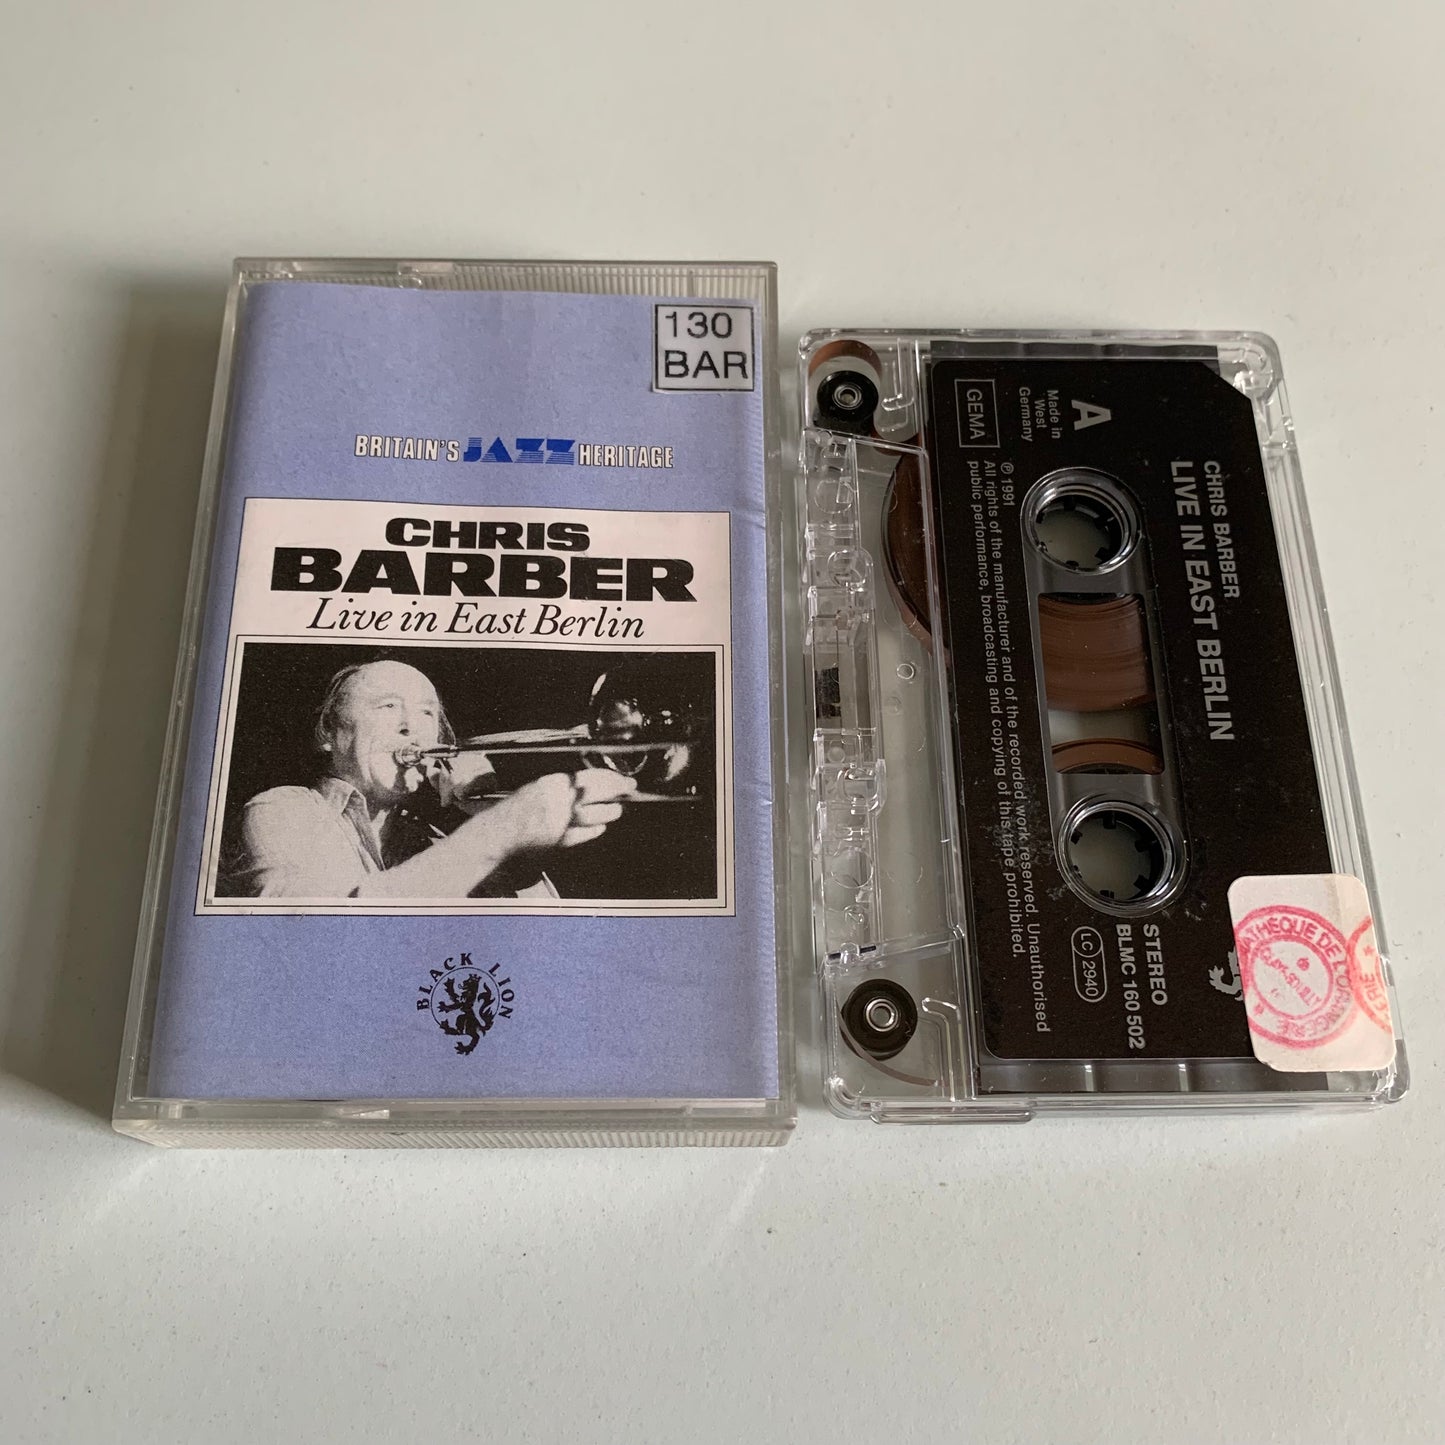 130
BAR
BRITAIN'S JAZZ HERITAGE
CHRIS
BARBER
Live in East Berlin
BLACK LION
A
Made in
West
Germany
GEMA
CHRIS BARBER
LIVE IN EAST BERLIN
℗ 1991
All rights of the manufacturer and of the recorded work reserved. Unauthorised
public performance, broadcasting and copying of this tape prohibited.
STEREO
BLMC 160 502
LC 2940
DE L'ORANGERIE